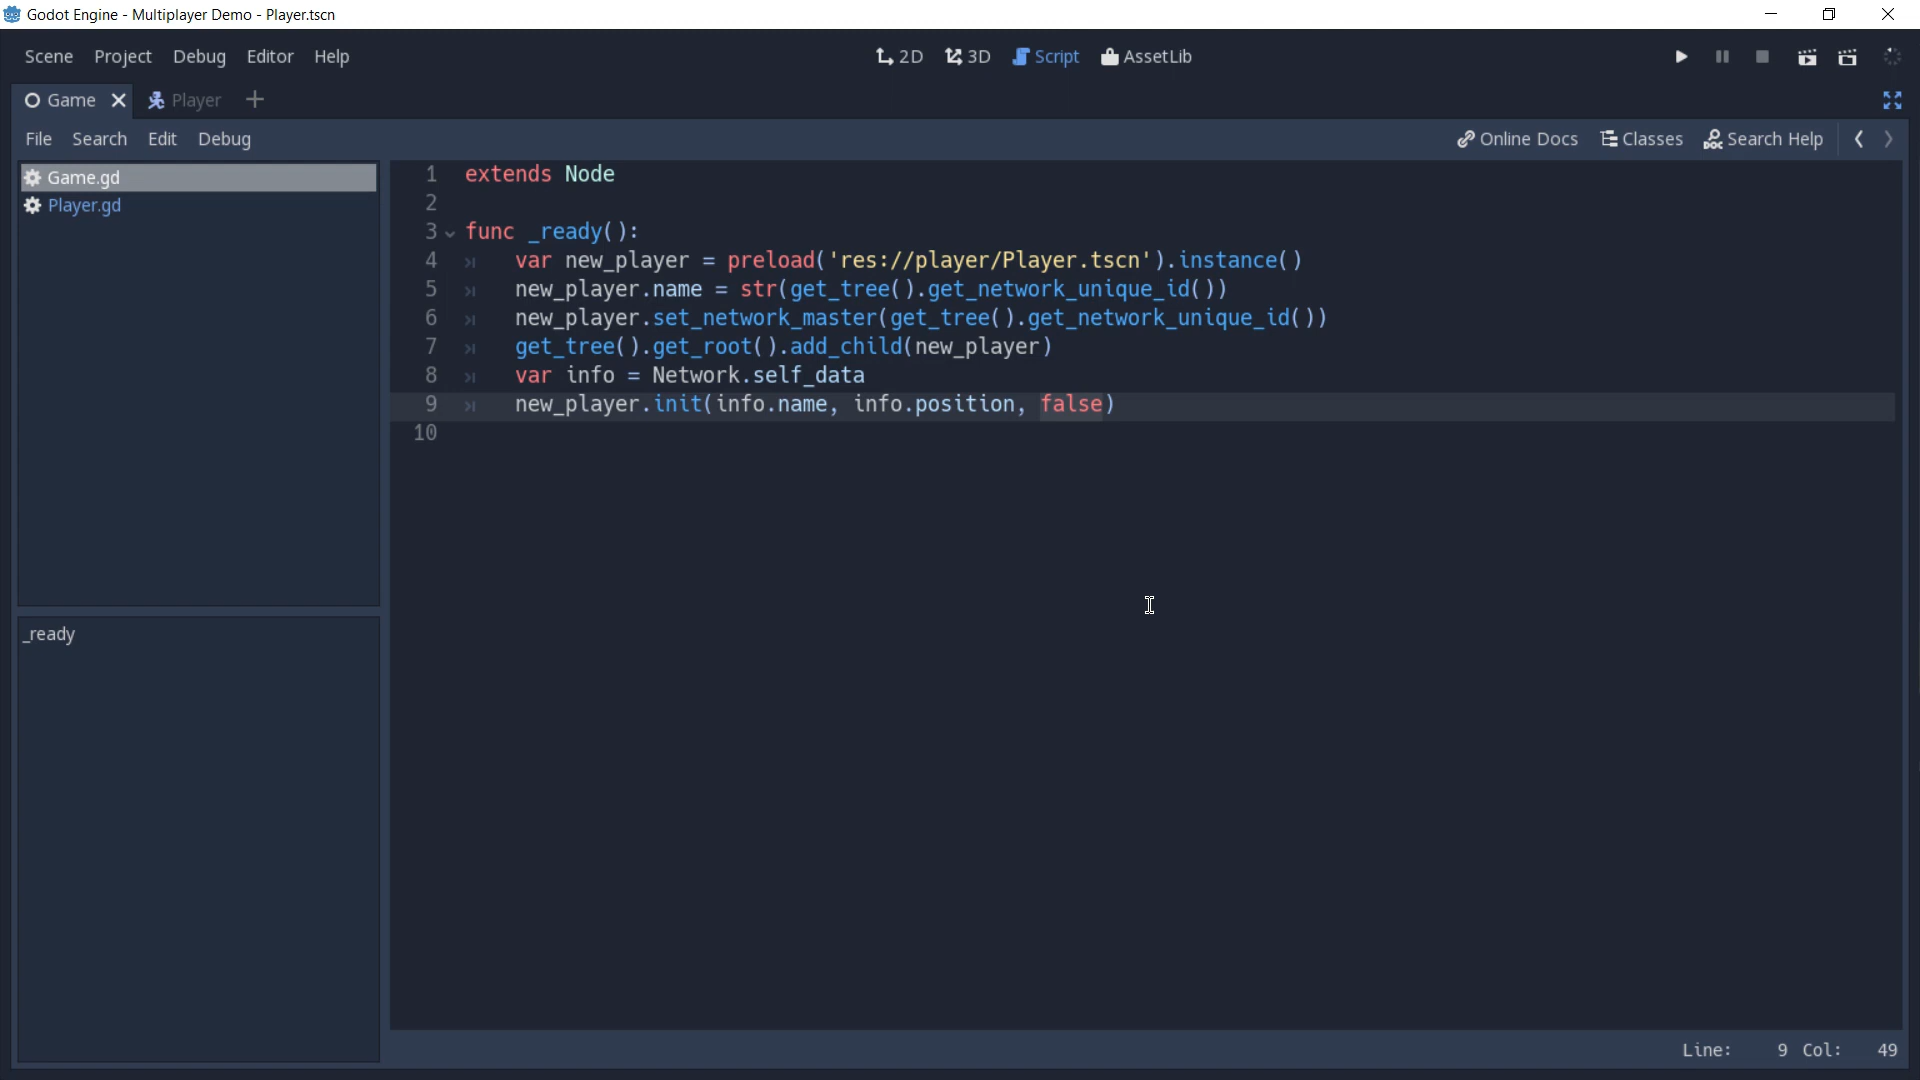 Godot Engine - Multiplayer Demo - Player.tscn
Scene Project Debug Editor Help 2D 3D Script AssetLib
Game Player
File Search Edit Debug Online Docs Classes Search Help
Game.gd
Player.gd
1 extends Node
2
3 func _ready():
4 var new_player = preload('res://player/Player.tscn').instance()
5 new_player.name = str(get_tree().get_network_unique_id())
6 new_player.set_network_master(get_tree().get_network_unique_id())
7 get_tree().get_root().add_child(new_player)
8 var info = Network.self_data
9 new_player.init(info.name, info.position, false)
10
_ready
Line: 9 Col: 49